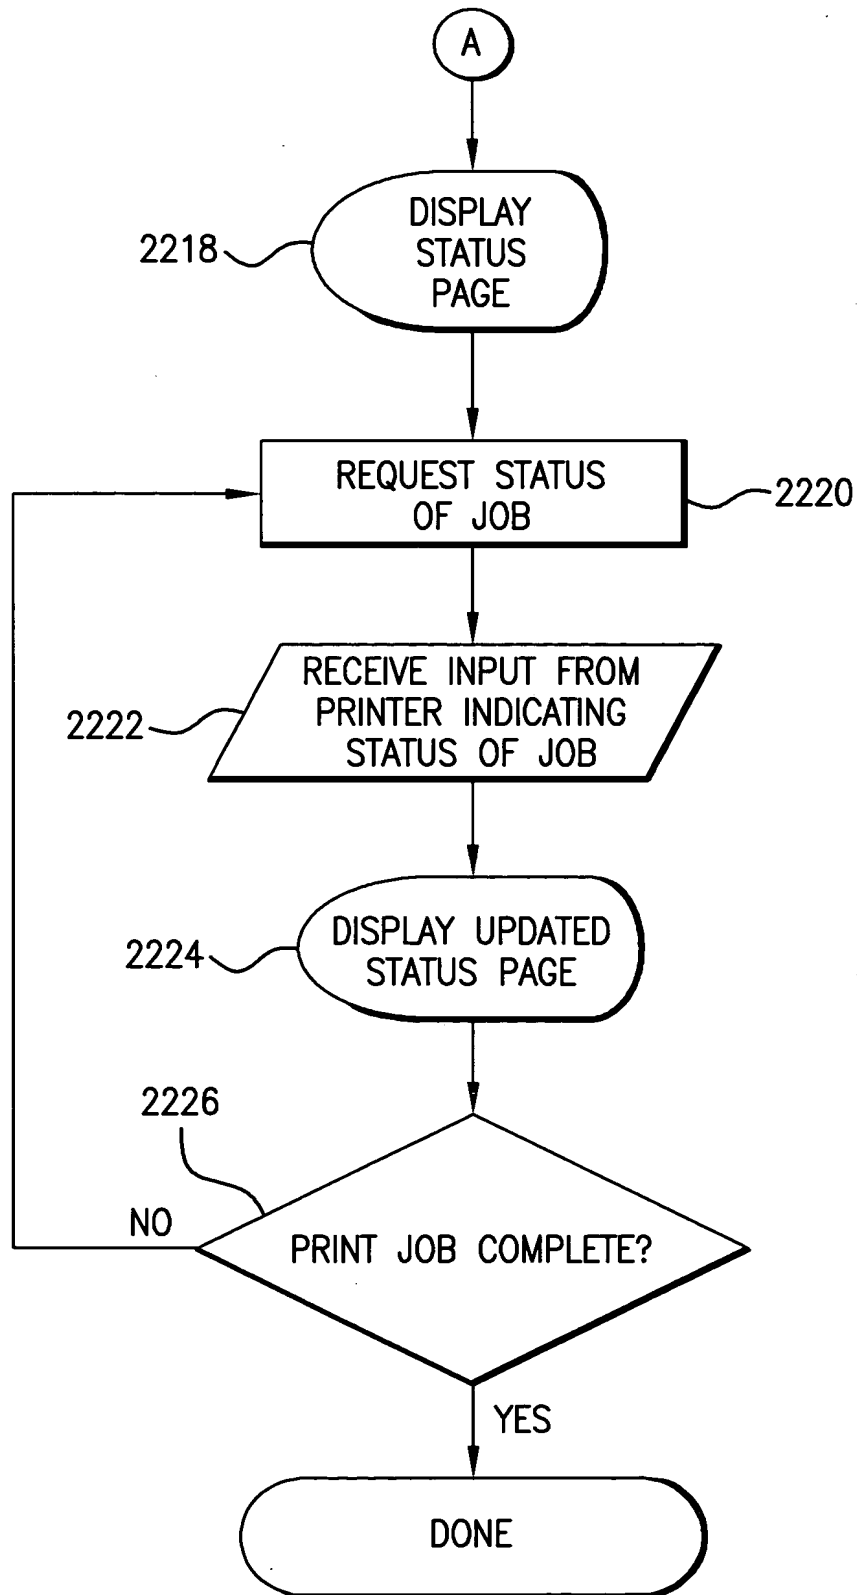 A
DISPLAY
STATUS
PAGE
2218
REQUEST STATUS
OF JOB
2220
RECEIVE INPUT FROM
PRINTER INDICATING
STATUS OF JOB
2222
DISPLAY UPDATED
STATUS PAGE
2224
2226
NO
PRINT JOB COMPLETE?
YES
DONE